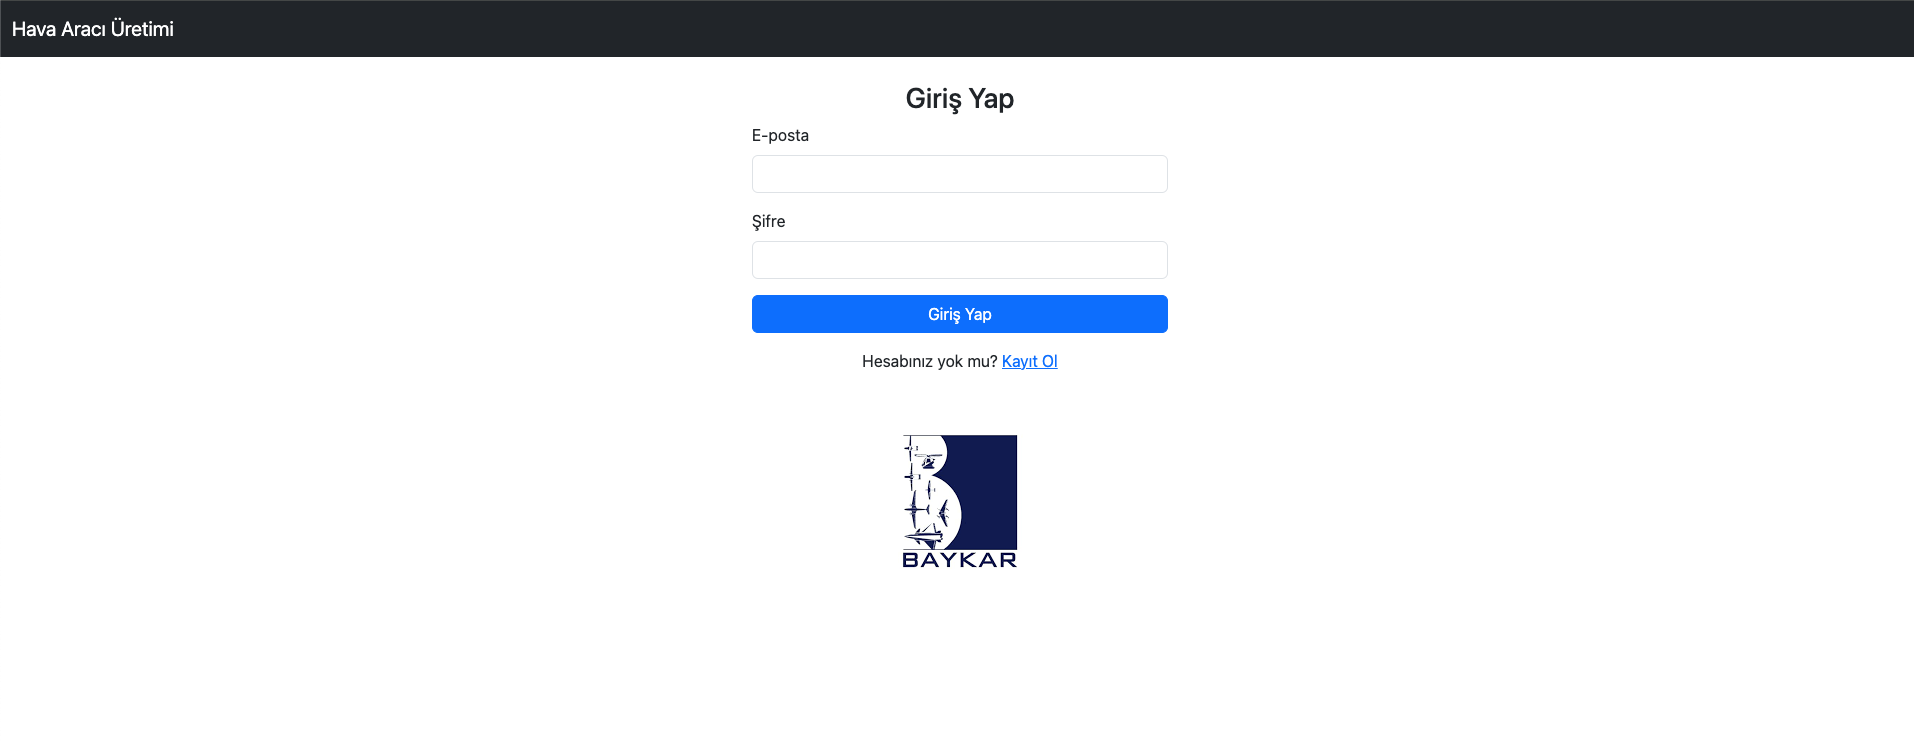 Hava Aracı Üretimi
Giriş Yap
E-posta
Şifre
Giriş Yap
Hesabınız yok mu? Kayıt Ol
BAYKAR